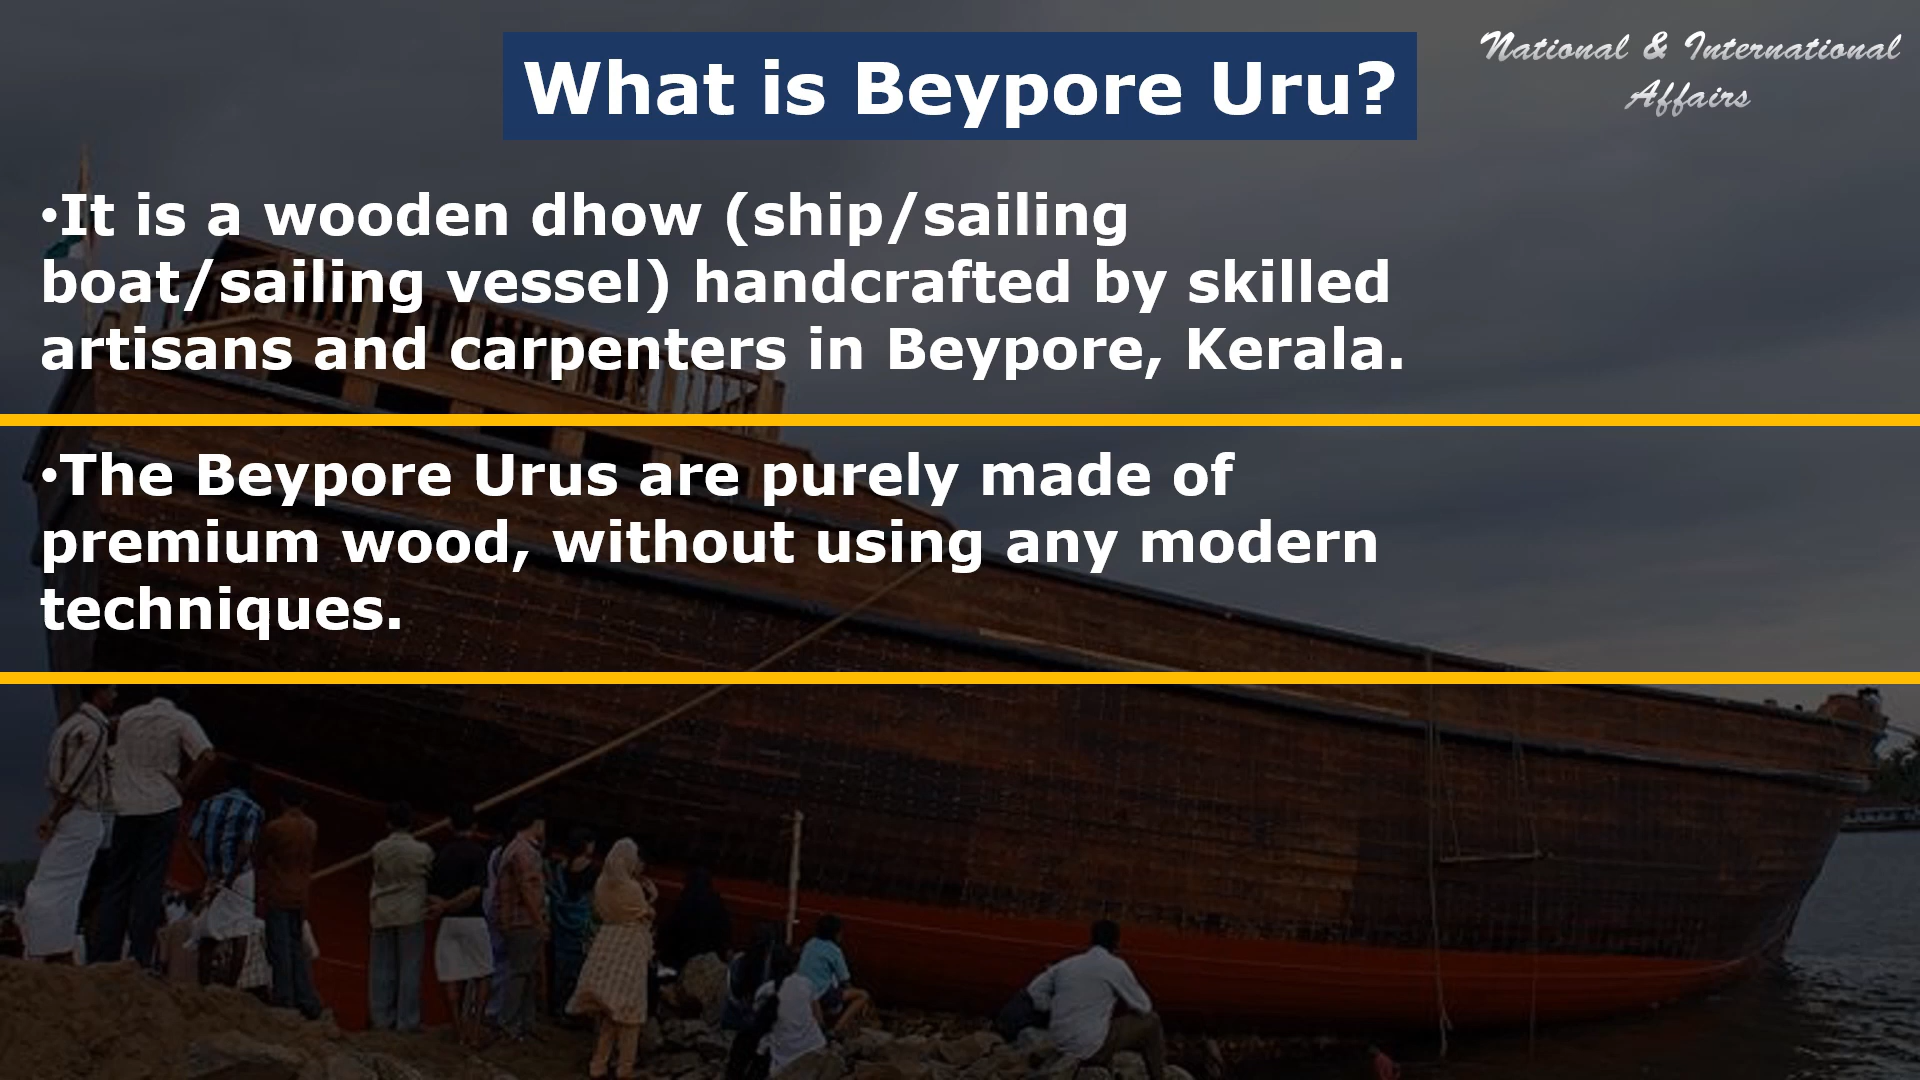 What is Beypore Uru?
National & International
Affairs
•It is a wooden dhow (ship/sailing
boat/sailing vessel) handcrafted by skilled
artisans and carpenters in Beypore, Kerala.
•The Beypore Urus are purely made of
premium wood, without using any modern
techniques.